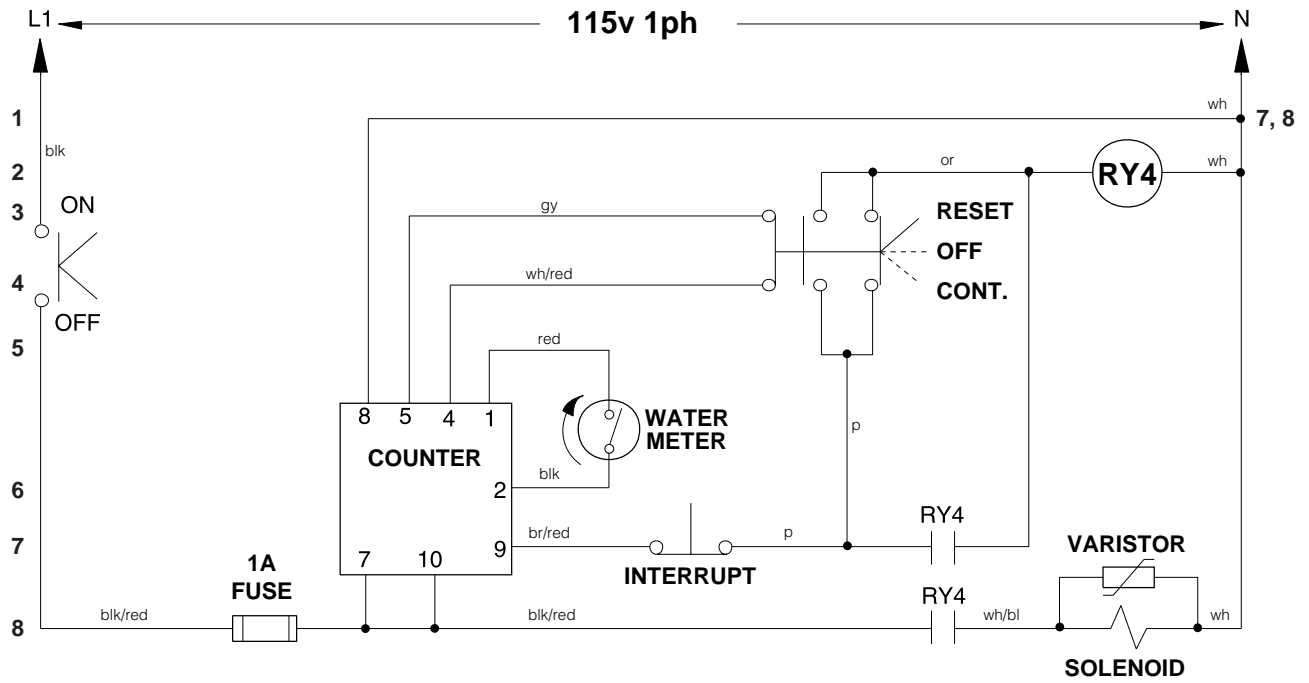 L1
115v 1ph
N
1
wh
7, 8
blk
2
or
RY4
wh
3
ON
gy
RESET
OFF
4
wh/red
CONT.
OFF
5
red
8 5 4 1
WATER
METER
COUNTER
p
blk
6
2
RY4
7
br/red
p
9
VARISTOR
7 10
INTERRUPT
1A
FUSE
RY4
8
blk/red
blk/red
wh/bl
wh
SOLENOID